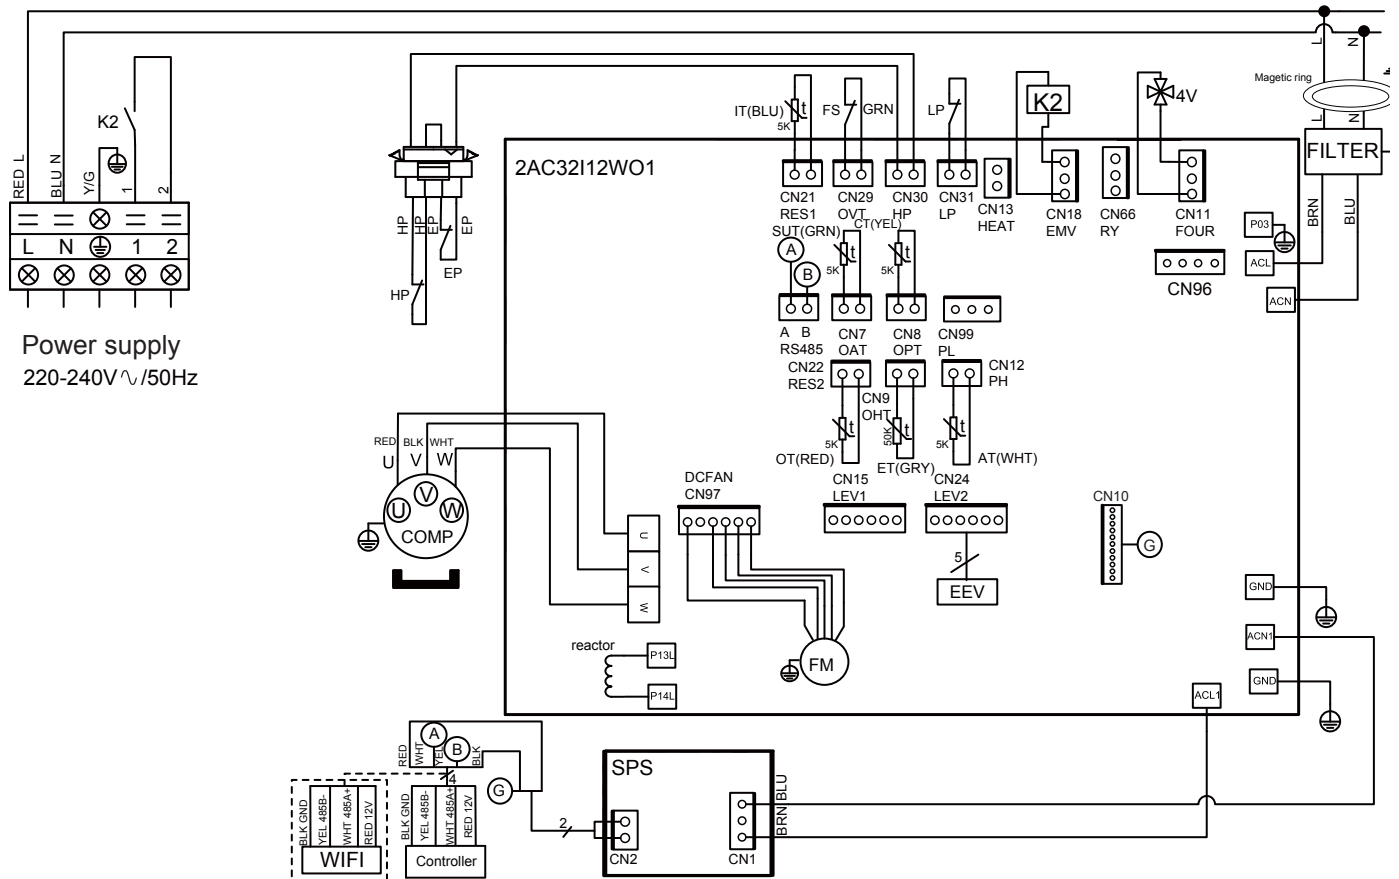 L
N
Magetic ring
L
N
FILTER
BRN
BLU
K2
RED L
BLU N
Y/G
1
2
L N 1 2
Power supply
220-240V∿/50Hz
HP
HP
EP
EP
EP
HP
IT(BLU)
t
5K
FS
GRN
LP
K2
4V
2AC32I12WO1
CN21
RES1
CN29
OVT
CN30
HP
CN31
LP
CN13
HEAT
CN18
EMV
CN66
RY
CN11
FOUR
SUT(GRN)
CT(YEL)
A
B
t
5K
t
5K
CN96
P03
ACL
ACN
A B
RS485
CN7
OAT
CN8
OPT
CN99
PL
CN22
RES2
CN9
OHT
CN12
PH
t
5K
t
50K
t
5K
OT(RED)
ET(GRY)
AT(WHT)
RED BLK WHT
U V W
U
V
W
COMP
U
V
W
DCFAN
CN97
CN15
LEV1
CN24
LEV2
5
EEV
CN10
G
FM
reactor
P13L
P14L
GND
ACN1
GND
ACL1
RED
WHT
YEL
BLK
A
B
4
G
BLK GND
YEL 485B-
WHT 485A+
RED 12V
WIFI
BLK GND
YEL 485B-
WHT 485A+
RED 12V
Controller
2
SPS
CN2
CN1
BLU
BRN